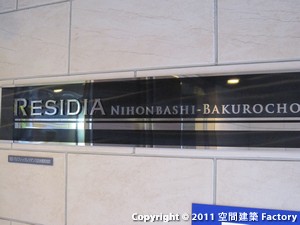 RESIDIA NIHONBASHI-BAKUROCHO
Copyright © 2011 空間建築 Factory